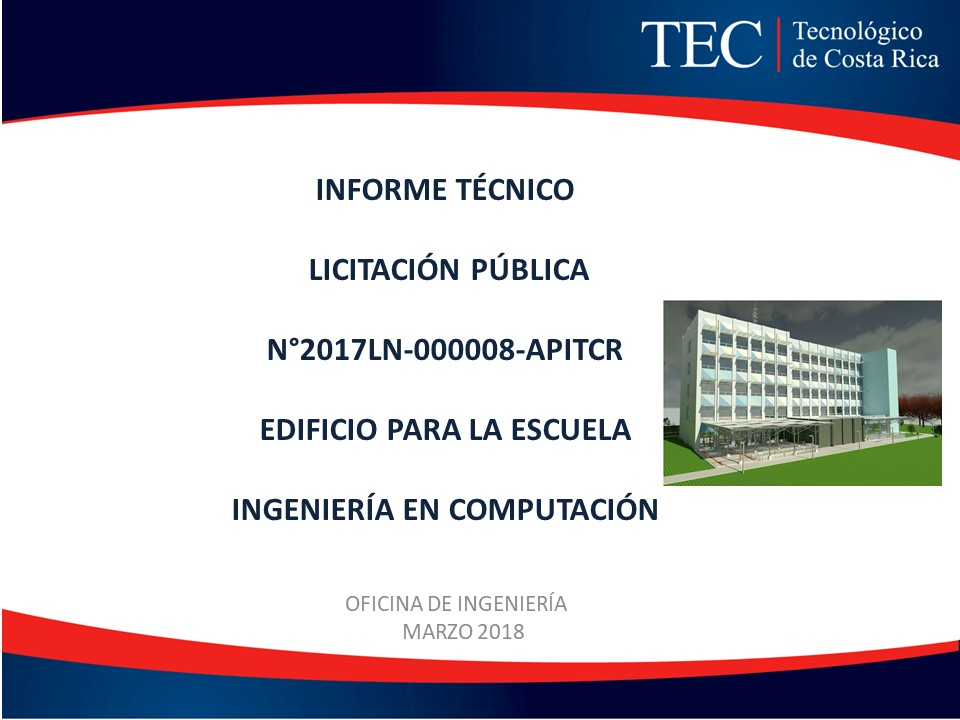 TEC
Tecnológico
de Costa Rica
INFORME TÉCNICO
LICITACIÓN PÚBLICA
N°2017LN-000008-APITCR
EDIFICIO PARA LA ESCUELA
INGENIERÍA EN COMPUTACIÓN
OFICINA DE INGENIERÍA
MARZO 2018